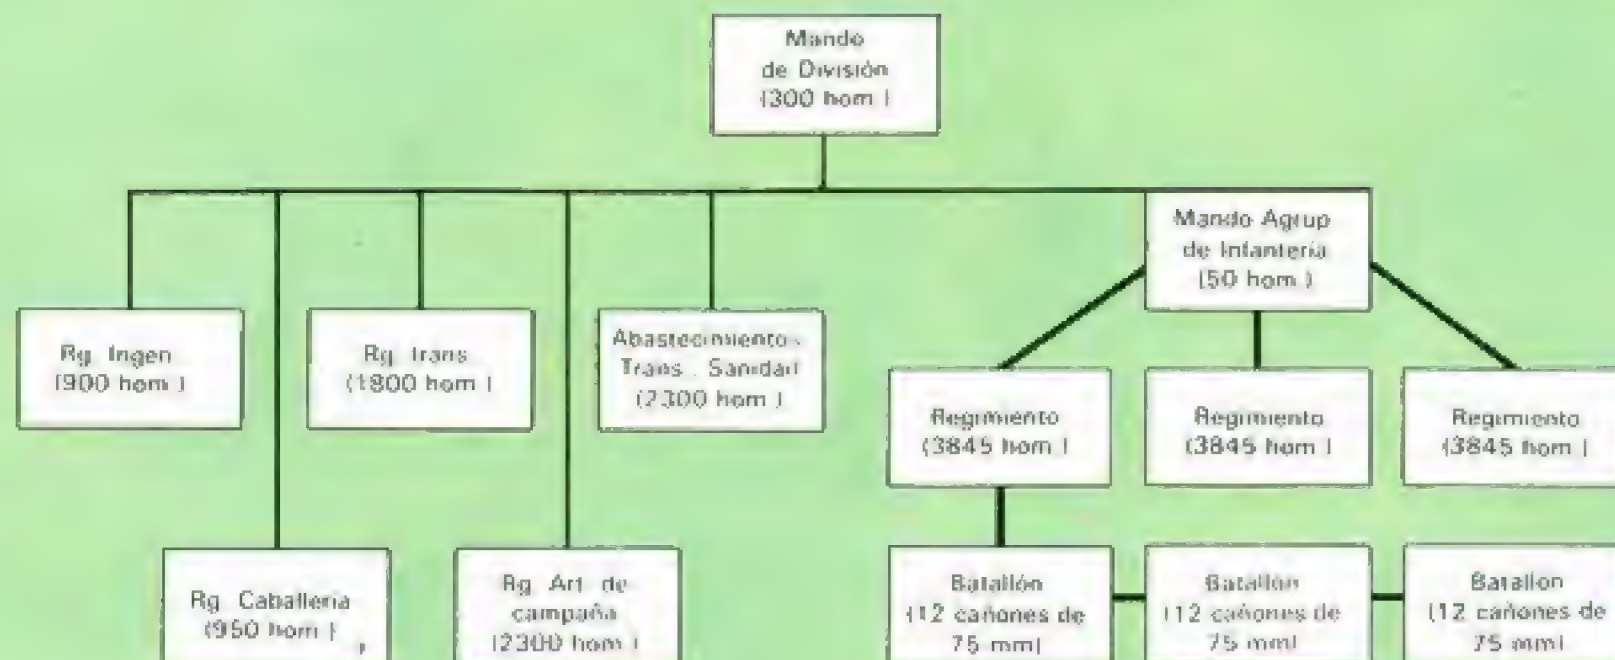 Mando
de División
(300 hom.)
Mando Agrup.
de Infantería
(50 hom.)
Rg. Ingen.
(900 hom.)
Rg. trans.
(1800 hom.)
Abastecimientos
Trans. Sanidad
(2300 hom.)
Regimiento
(3845 hom.)
Regimiento
(3845 hom.)
Regimiento
(3845 hom.)
Rg. Caballería
(950 hom.)
Rg. Art. de
campaña
(2300 hom.)
Batallón
(12 cañones de
75 mm)
Batallón
(12 cañones de
75 mm)
Batallón
(12 cañones de
75 mm)